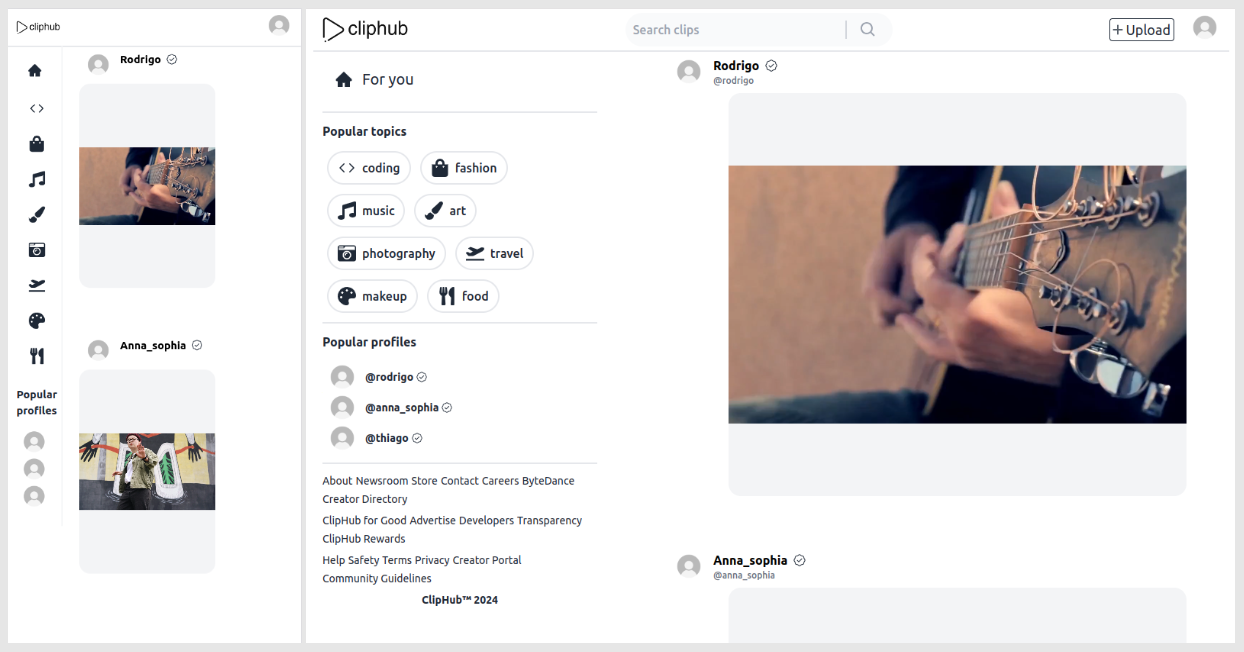 cliphub
Rodrigo
Anna_sophia
Popular
profiles
cliphub
Search clips
+ Upload
For you
Popular topics
coding
fashion
music
art
photography
travel
makeup
food
Popular profiles
@rodrigo
@anna_sophia
@thiago
About Newsroom Store Contact Careers ByteDance
Creator Directory
ClipHub for Good Advertise Developers Transparency
ClipHub Rewards
Help Safety Terms Privacy Creator Portal
Community Guidelines
ClipHub™ 2024
Rodrigo
@rodrigo
Anna_sophia
@anna_sophia